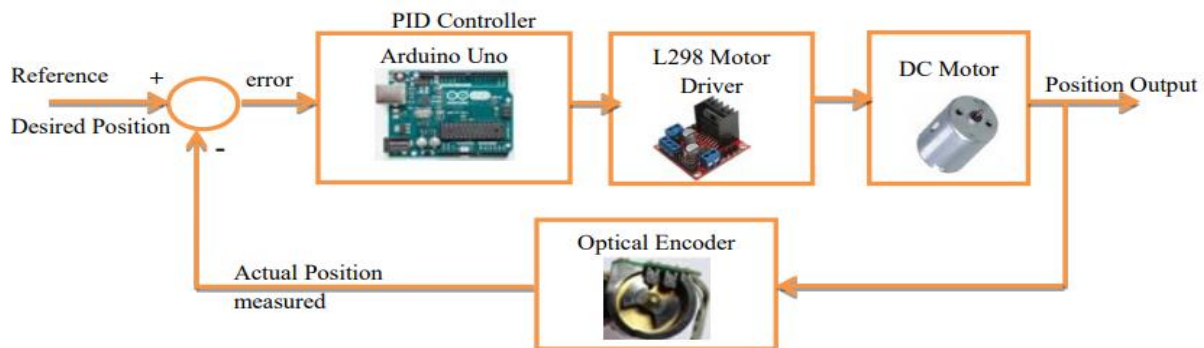 PID Controller
Arduino Uno
Reference
+
error
L298 Motor
Driver
DC Motor
Position Output
Desired Position
-
Optical Encoder
Actual Position
measured